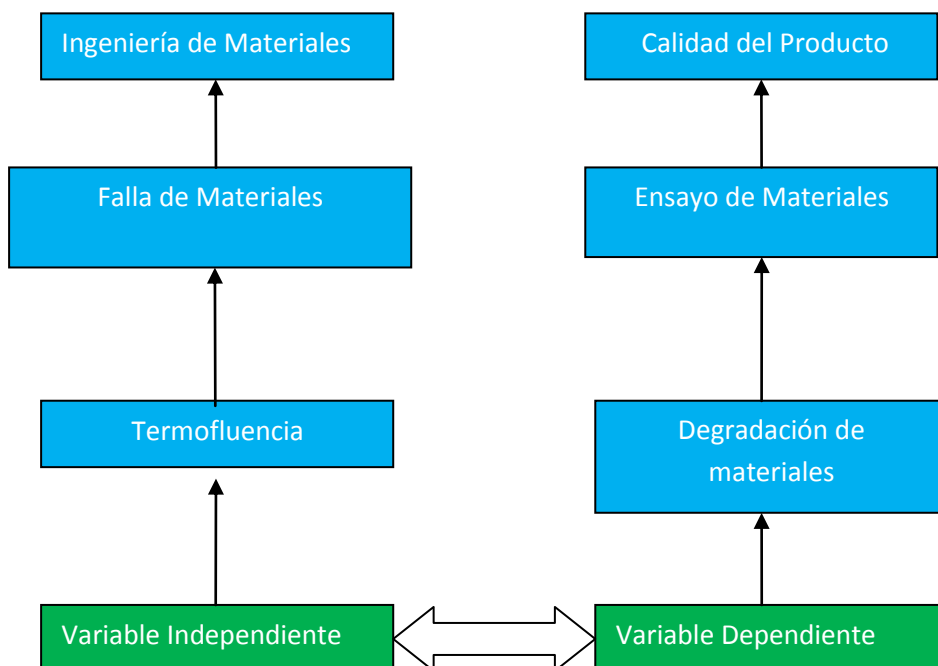 Ingeniería de Materiales
Calidad del Producto
Falla de Materiales
Ensayo de Materiales
Termofluencia
Degradación de
materiales
Variable Independiente
Variable Dependiente